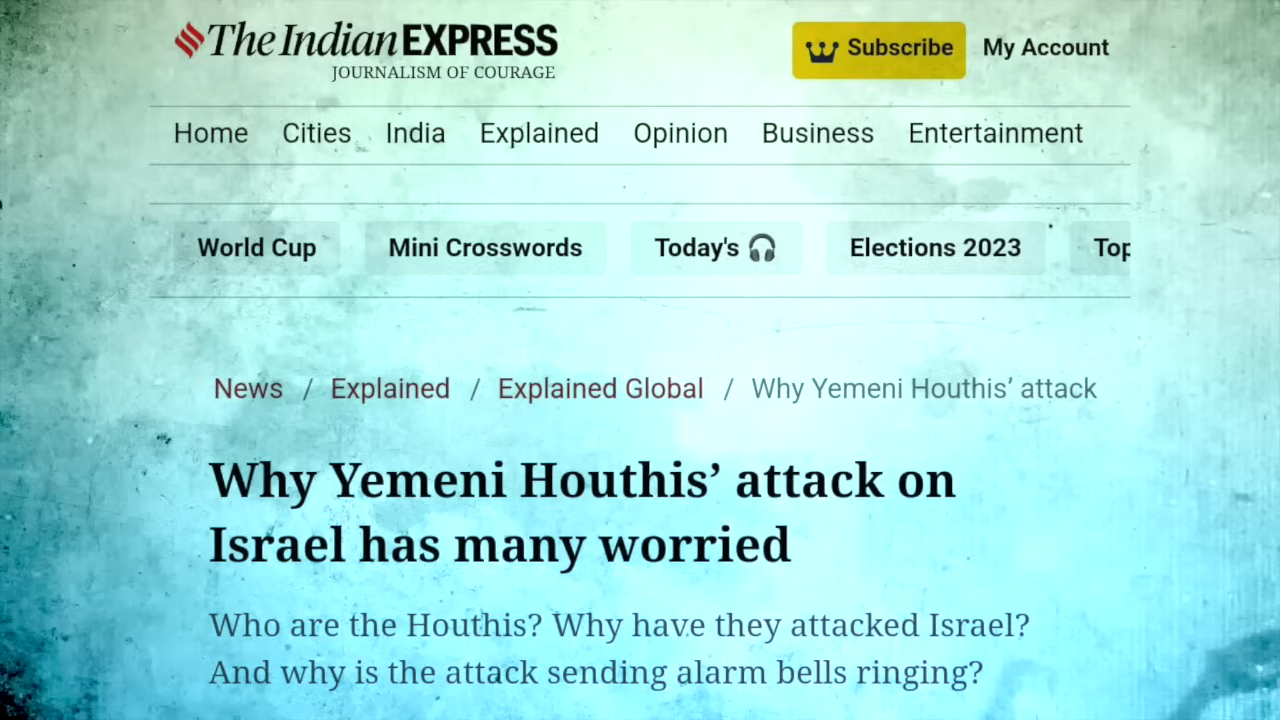 The Indian EXPRESS
JOURNALISM OF COURAGE
Subscribe My Account
Home Cities India Explained Opinion Business Entertainment
World Cup Mini Crosswords Today's Elections 2023 Top
News / Explained / Explained Global / Why Yemeni Houthis’ attack
Why Yemeni Houthis’ attack on
Israel has many worried
Who are the Houthis? Why have they attacked Israel?
And why is the attack sending alarm bells ringing?